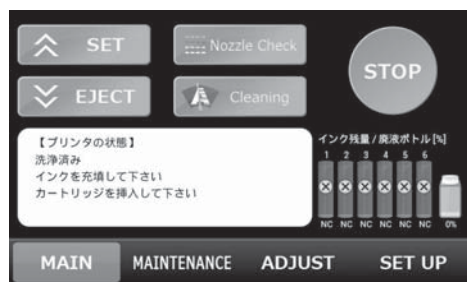 SET
Nozzle Check
STOP
EJECT
Cleaning
【プリンタの状態】
洗浄済み
インクを充填して下さい
カートリッジを挿入して下さい
インク残量/廃液ボトル[%]
1 2 3 4 5 6
NC NC NC NC NC NC 0%
MAIN MAINTENANCE ADJUST SET UP